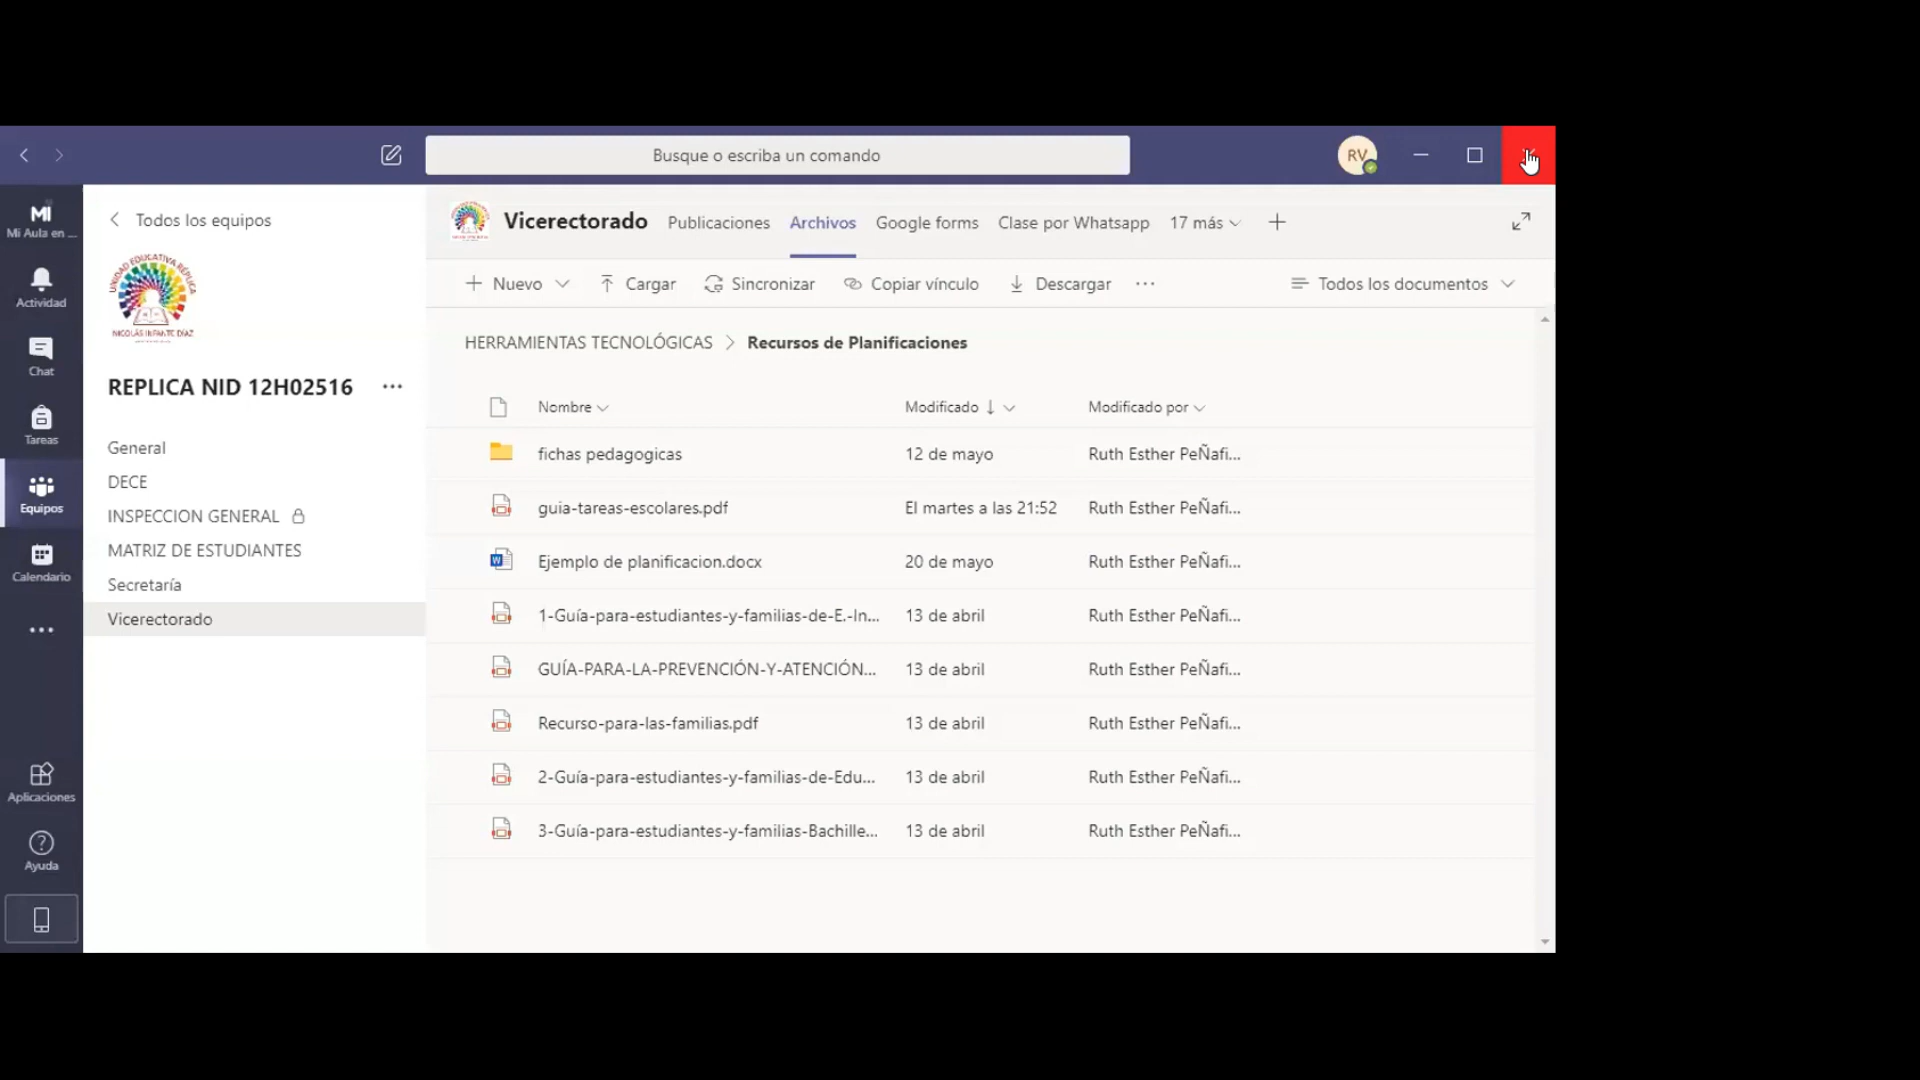 Busque o escriba un comando
RV
Mi
Mi Aula en ...
Actividad
Chat
Tareas
Equipos
Calendario
Aplicaciones
Ayuda
Todos los equipos
UNIDAD EDUCATIVA RÉPLICA
NICOLÁS INFANTE DÍAZ
REPLICA NID 12H02516
General
DECE
INSPECCION GENERAL
MATRIZ DE ESTUDIANTES
Secretaría
Vicerectorado
Vicerectorado Publicaciones Archivos Google forms Clase por Whatsapp 17 más
Nuevo Cargar Sincronizar Copiar vínculo Descargar ... Todos los documentos
HERRAMIENTAS TECNOLÓGICAS > Recursos de Planificaciones
Nombre Modificado Modificado por
fichas pedagogicas 12 de mayo Ruth Esther PeÑafi...
guia-tareas-escolares.pdf El martes a las 21:52 Ruth Esther PeÑafi...
Ejemplo de planificacion.docx 20 de mayo Ruth Esther PeÑafi...
1-Guía-para-estudiantes-y-familias-de-E.-In... 13 de abril Ruth Esther PeÑafi...
GUÍA-PARA-LA-PREVENCIÓN-Y-ATENCIÓN... 13 de abril Ruth Esther PeÑafi...
Recurso-para-las-familias.pdf 13 de abril Ruth Esther PeÑafi...
2-Guía-para-estudiantes-y-familias-de-Edu... 13 de abril Ruth Esther PeÑafi...
3-Guía-para-estudiantes-y-familias-Bachille... 13 de abril Ruth Esther PeÑafi...